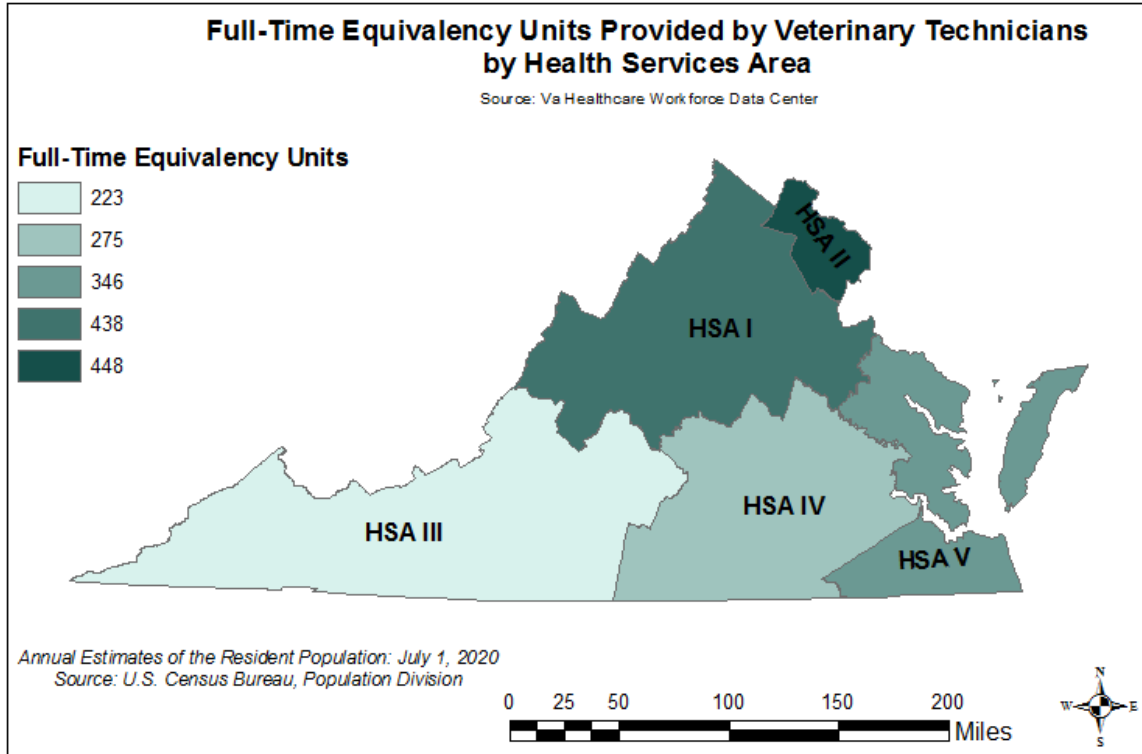 Full-Time Equivalency Units Provided by Veterinary Technicians
by Health Services Area
Source: Va Healthcare Workforce Data Center
Full-Time Equivalency Units
223
275
346
438
448
HSA II
HSA I
HSA III
HSA IV
HSA V
Annual Estimates of the Resident Population: July 1, 2020
Source: U.S. Census Bureau, Population Division
0 25 50 100 150 200
Miles
N
W E
S